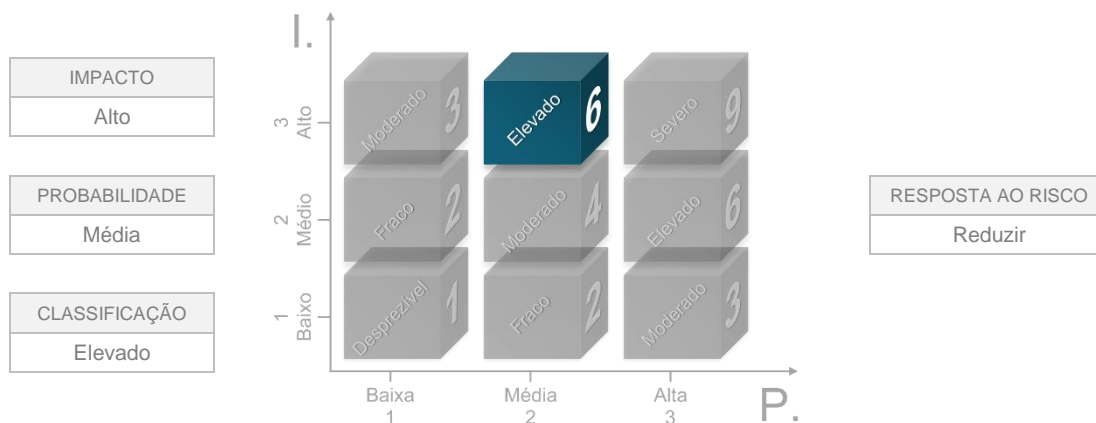 IMPACTO
Alto
PROBABILIDADE
Média
CLASSIFICAÇÃO
Elevado
I.
3
Alto
2
Médio
1
Baixo
Moderado
3
Elevado
6
Severo
9
Fraco
2
Moderado
4
Elevado
6
Desprezível
1
Fraco
2
Moderado
3
Baixa
1
Média
2
Alta
3
P.
RESPOSTA AO RISCO
Reduzir